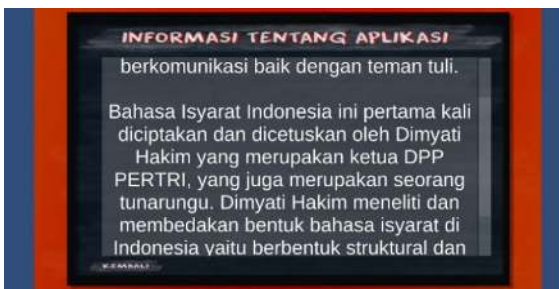 INFORMASI TENTANG APLIKASI
berkomunikasi baik dengan teman tuli.
Bahasa Isyarat Indonesia ini pertama kali
diciptakan dan dicetuskan oleh Dimyati
Hakim yang merupakan ketua DPP
PERTRI, yang juga merupakan seorang
tunarungu. Dimyati Hakim meneliti dan
membedakan bentuk bahasa isyarat di
Indonesia yaitu berbentuk struktural dan
KEMBALI